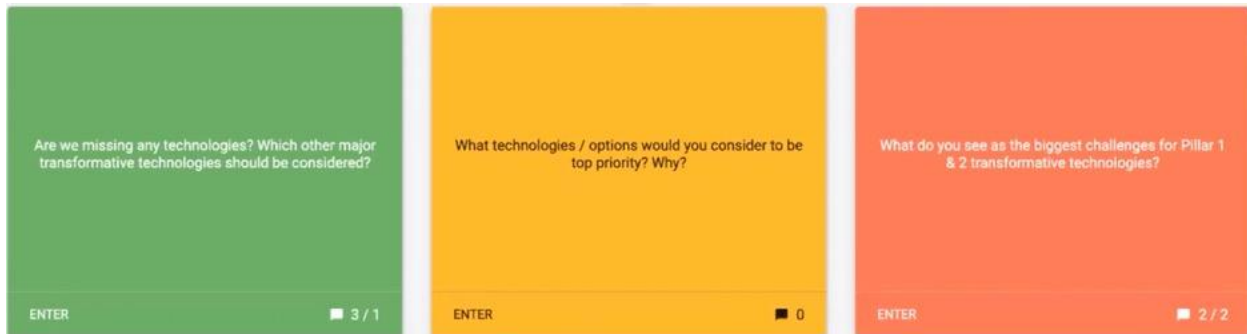 Are we missing any technologies? Which other major
transformative technologies should be considered?
ENTER
3 / 1
What technologies / options would you consider to be
top priority? Why?
ENTER
0
What do you see as the biggest challenges for Pillar 1
& 2 transformative technologies?
ENTER
2 / 2